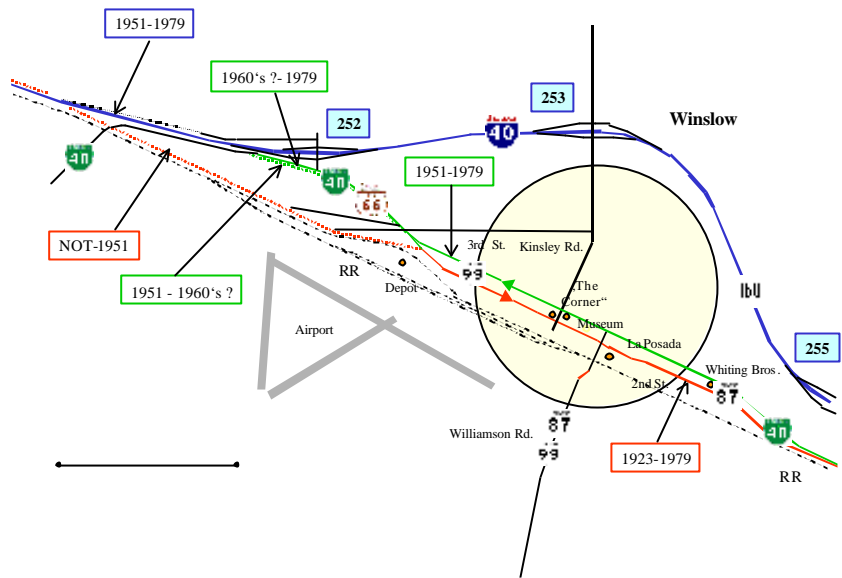 1951-1979
1960‘s ?- 1979
252
253
Winslow
40
40
40
66
1951-1979
NOT-1951
1951 - 1960‘s ?
3rd St.
Kinsley Rd.
99
RR
Depot
„The
Corner“
Museum
Airport
La Posada
255
Whiting Bros.
2nd St.
87
87
Williamson Rd.
99
40
1923-1979
RR